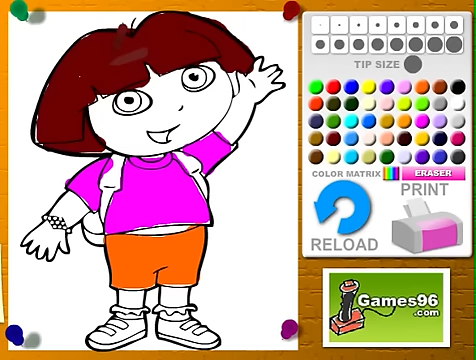 TIP SIZE
COLOR MATRIX
ERASER
PRINT
RELOAD
Games96
.com